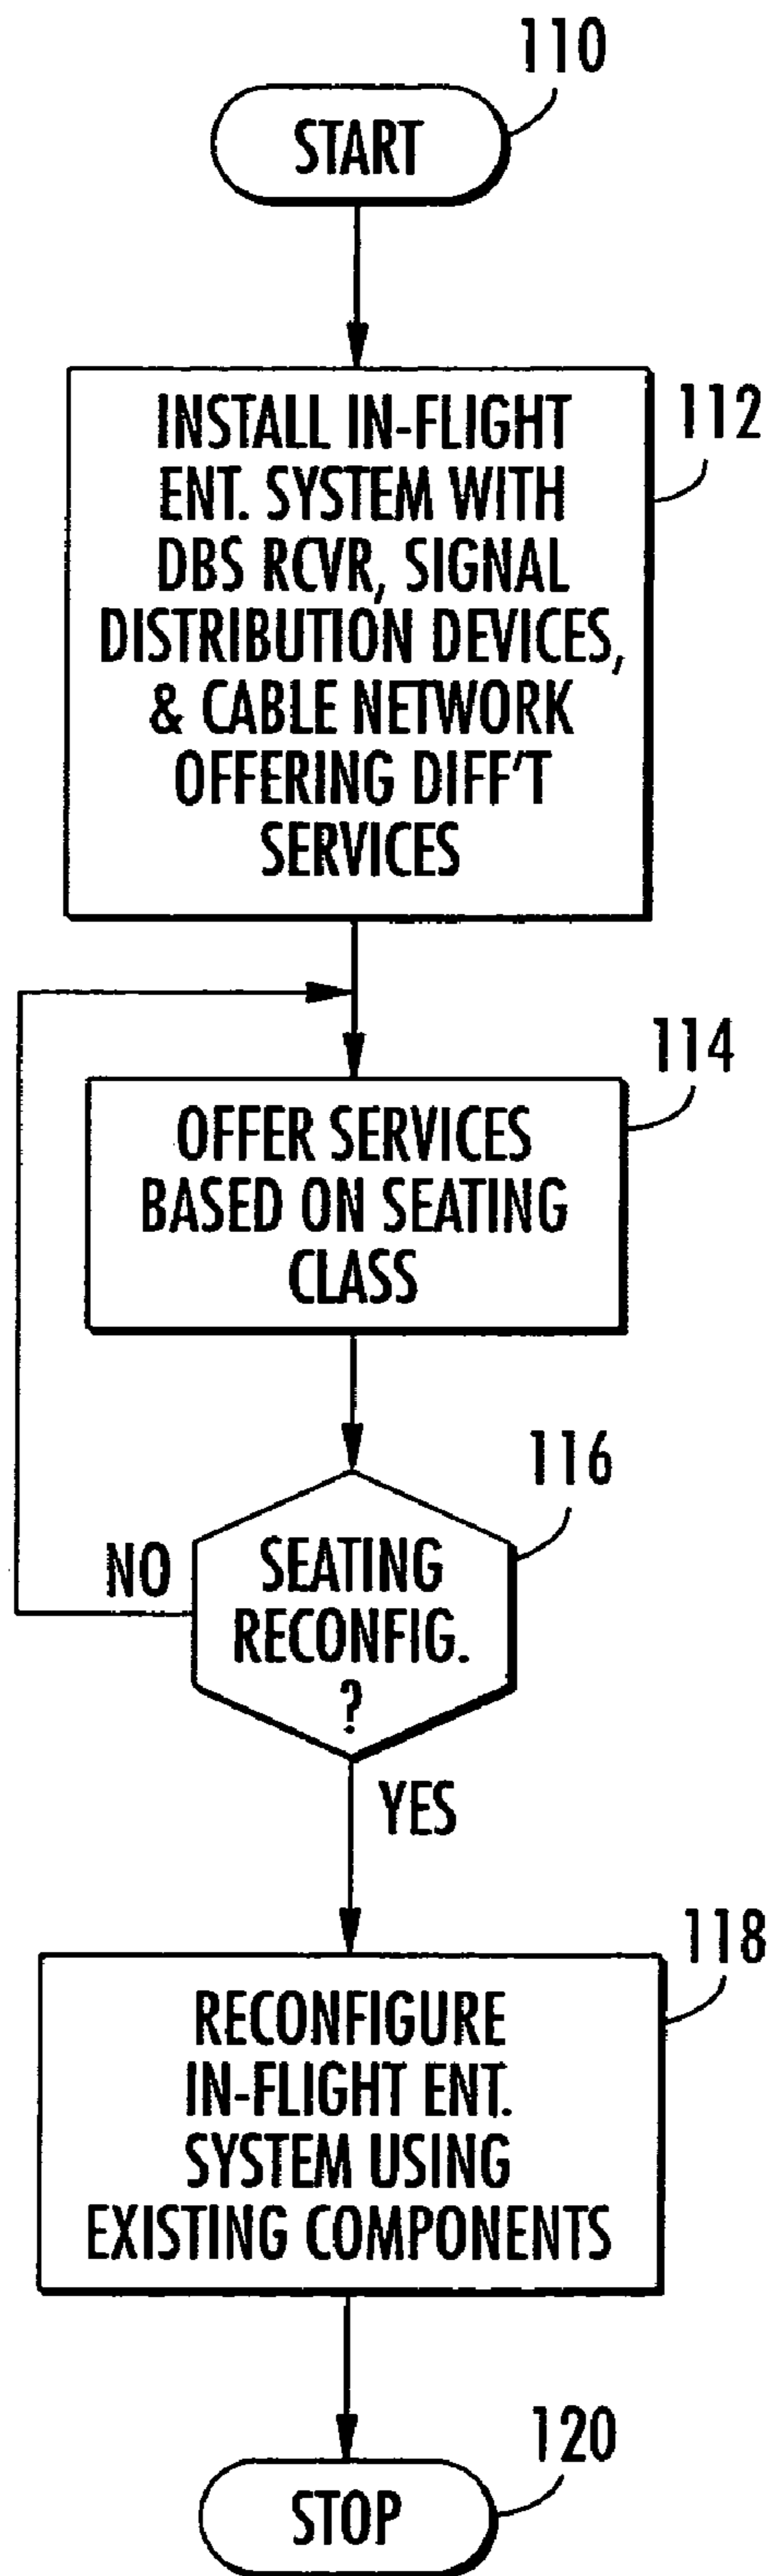 110
START
INSTALL IN-FLIGHT
ENT. SYSTEM WITH
DBS RCVR, SIGNAL
DISTRIBUTION DEVICES,
& CABLE NETWORK
OFFERING DIFF'T
SERVICES
112
114
OFFER SERVICES
BASED ON SEATING
CLASS
116
NO
SEATING
RECONFIG.
?
YES
118
RECONFIGURE
IN-FLIGHT ENT.
SYSTEM USING
EXISTING COMPONENTS
120
STOP